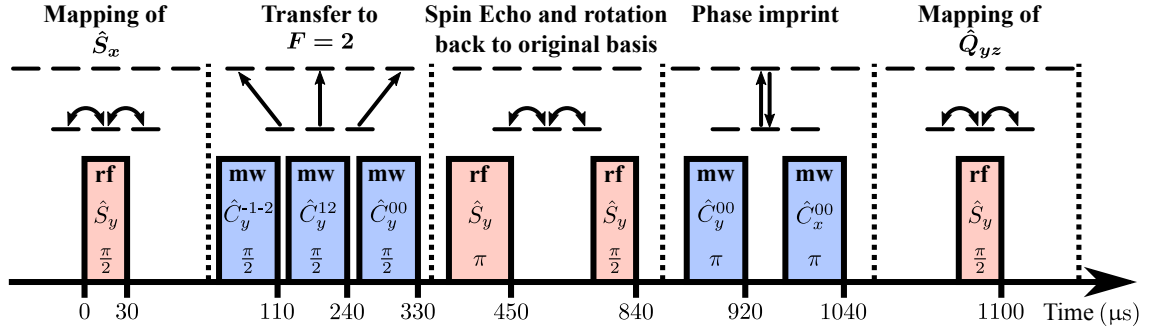 Mapping of
Ŝₓ
Transfer to
F = 2
Spin Echo and rotation
back to original basis
Phase imprint
Mapping of
Q̂_yz
rf
Ŝ_y
π/2
mw
Ĉ_y^-1-2
π/2
mw
Ĉ_y^12
π/2
mw
Ĉ_y^00
π/2
rf
Ŝ_y
π
rf
Ŝ_y
π/2
mw
Ĉ_y^00
π
mw
Ĉ_x^00
π
rf
Ŝ_y
π/2
0 30 110 240 330 450 840 920 1040 1100 Time (μs)